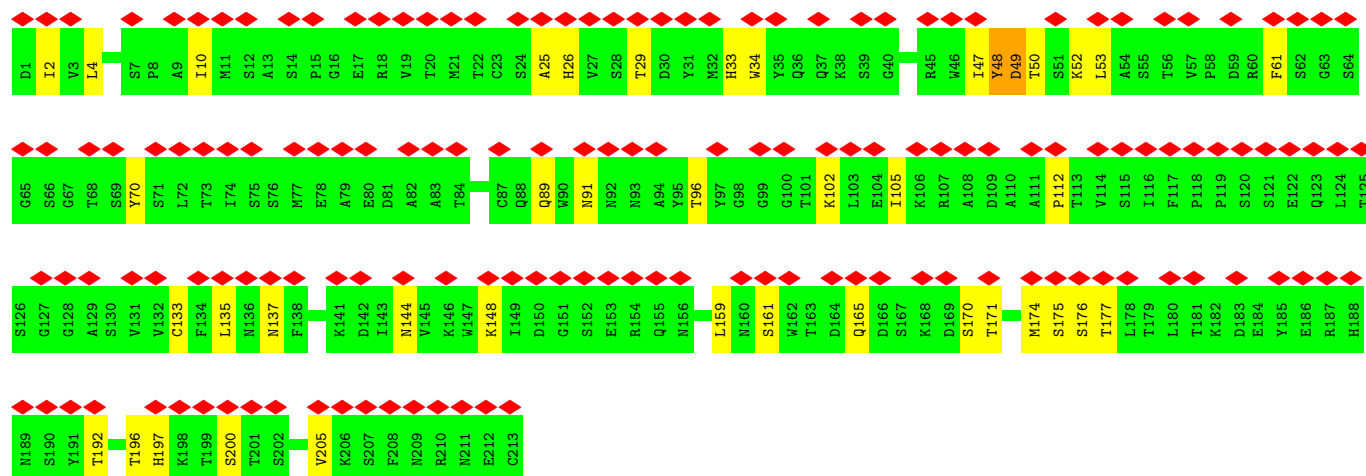 D1 I2 V3 L4 S7 P8 A9 I10 M11 S12 A13 S14 P15 G16 E17 R18 V19 T20 M21 T22 C23 S24 A25 H26 V27 S28 T29 D30 Y31 M32 H33 W34 Y35 Q36 Q37 K38 S39 G40 R45 W46 I47 Y48 D49 T50 S51 K52 L53 A54 S55 T56 V57 P58 D59 R60 F61 S62 G63 S64
G65 S66 G67 T68 S69 Y70 S71 L72 T73 I74 S75 S76 M77 E78 A79 E80 D81 A82 A83 T84 C87 Q88 Q89 W90 N91 N92 N93 A94 Y95 T96 Y97 G98 G99 G100 T101 K102 L103 E104 I105 K106 R107 A108 D109 A110 A111 P112 T113 V114 S115 I116 F117 P118 P119 S120 S121 E122 Q123 L124 T125
S126 G127 G128 A129 S130 V131 V132 C133 F134 L135 N136 N137 F138 K141 D142 I143 N144 V145 K146 W147 K148 I149 D150 G151 S152 E153 R154 Q155 N156 L159 N160 S161 W162 T163 D164 Q165 D166 S167 K168 D169 S170 T171 M174 S175 S176 T177 L178 T179 L180 T181 K182 D183 E184 Y185 E186 R187 H188
N189 S190 Y191 T192 T196 H197 K198 T199 S200 T201 S202 V205 K206 S207 F208 N209 R210 N211 E212 C213